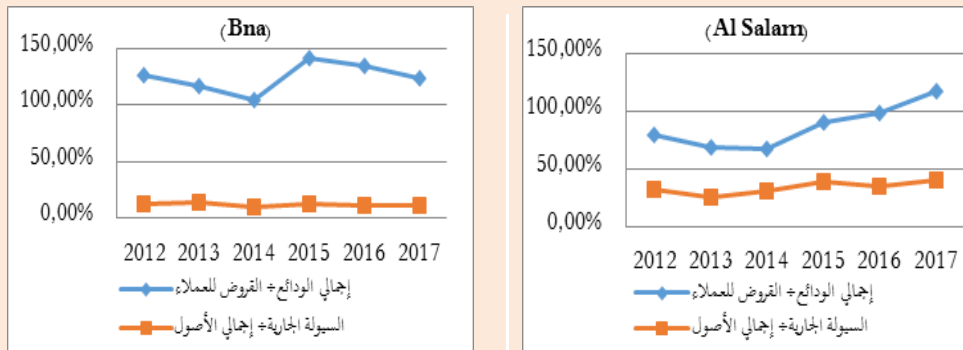 (Bna)
150,00%
100,00%
50,00%
0,00%
2012 2013 2014 2015 2016 2017
إجمالي الودائع÷ القروض للعملاء
السيولة الجارية÷ إجمالي الأصول
(Al Salam)
150,00%
100,00%
50,00%
0,00%
2012 2013 2014 2015 2016 2017
إجمالي الودائع÷ القروض للعملاء
السيولة الجارية÷ إجمالي الأصول